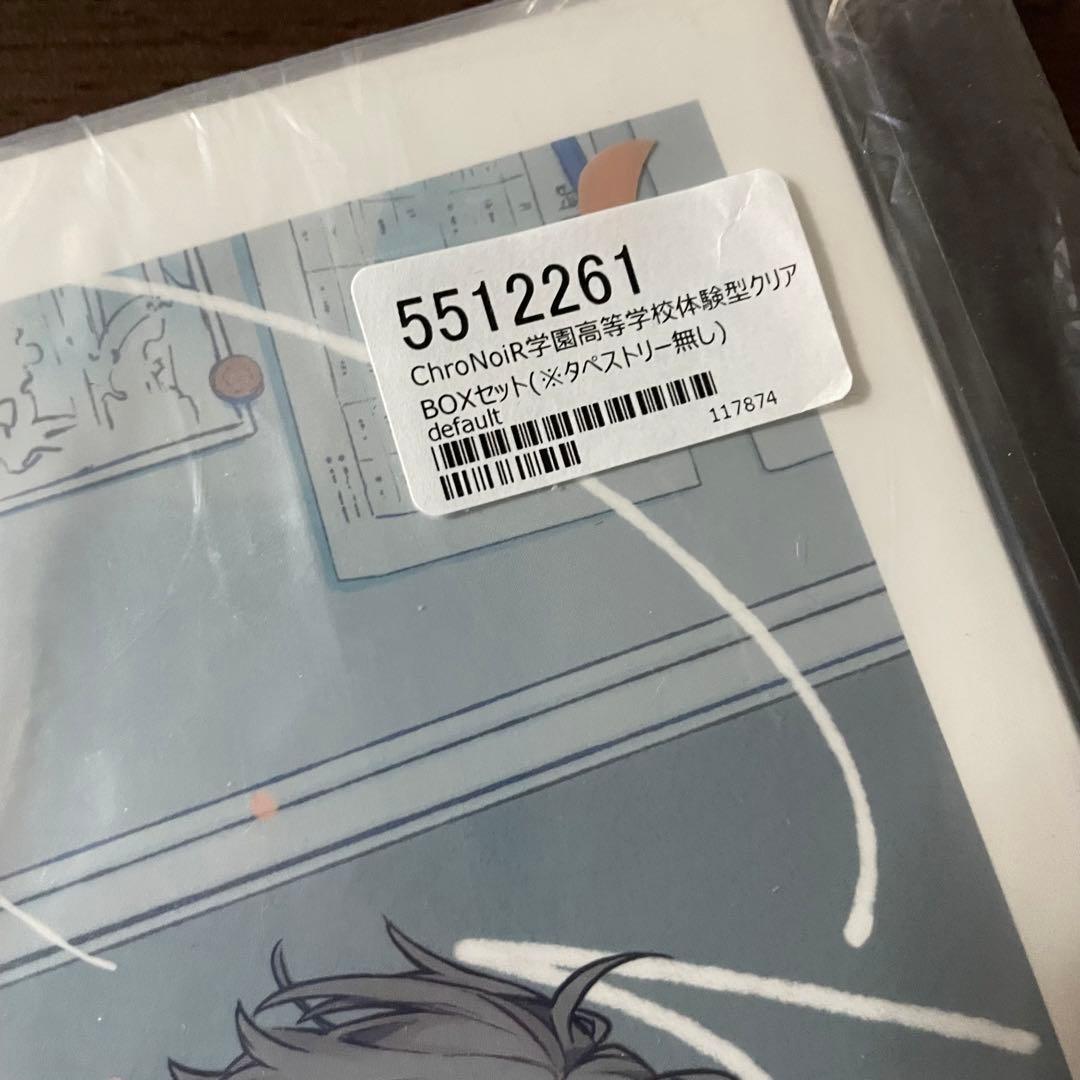 5512261
ChroNoiR学園高等学校体験型クリア
BOXセット(※タペストリー無し)
default
117874